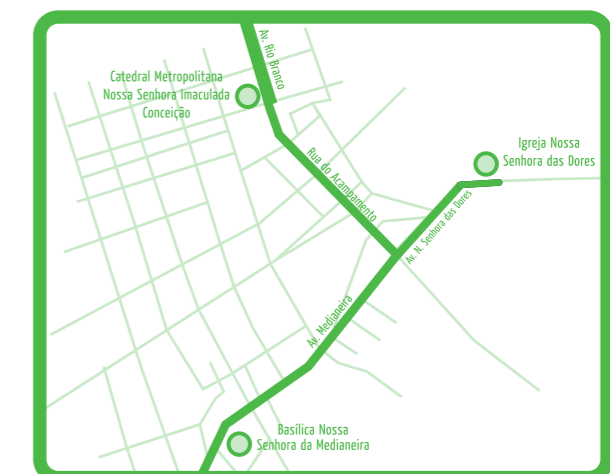 Av. Rio Branco
Catedral Metropolitana
Nossa Senhora Imaculada
Conceição
Igreja Nossa
Senhora das Dores
Rua do Acampamento
Av. N. Senhora das Dores
Av. Medianeira
Basílica Nossa
Senhora da Medianeira